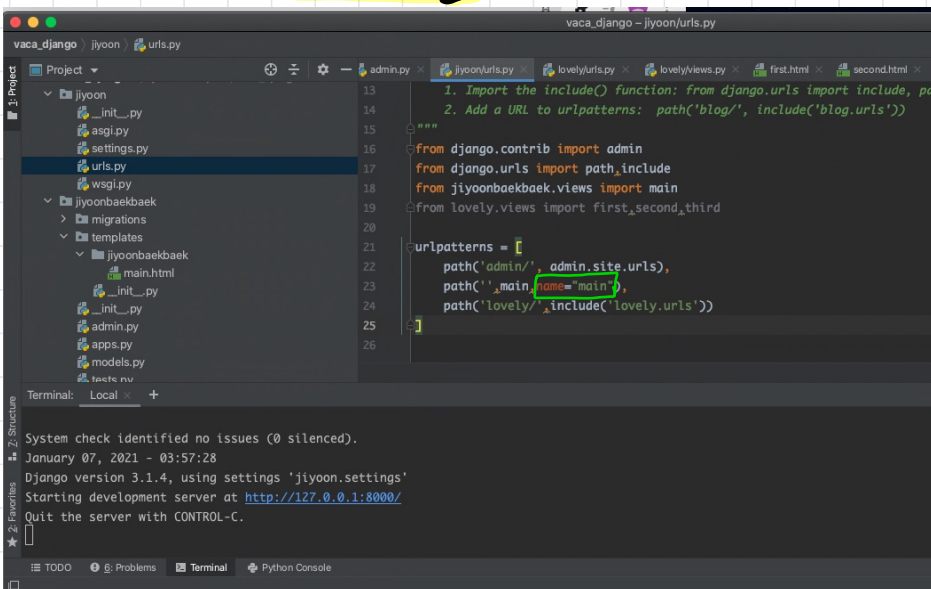 vaca_django – jiyoon/urls.py
vaca_django jiyoon urls.py
Project
admin.py jiyoon/urls.py lovely/urls.py lovely/views.py first.html second.html
1: Project
jiyoon
__init__.py
asgi.py
settings.py
urls.py
wsgi.py
jiyoonbaekbaek
migrations
templates
jiyoonbaekbaek
main.html
__init__.py
__init__.py
admin.py
apps.py
models.py
tests.py
13 1. Import the include() function: from django.urls import include, pa
14 2. Add a URL to urlpatterns: path('blog/', include('blog.urls'))
15 """
16 from django.contrib import admin
17 from django.urls import path,include
18 from jiyoonbaekbaek.views import main
19 from lovely.views import first,second,third
20
21 urlpatterns = [
22 path('admin/', admin.site.urls),
23 path('',main,name="main"),
24 path('lovely/',include('lovely.urls'))
25 ]
26
Terminal: Local +
System check identified no issues (0 silenced).
January 07, 2021 - 03:57:28
Django version 3.1.4, using settings 'jiyoon.settings'
Starting development server at http://127.0.0.1:8000/
Quit the server with CONTROL-C.
Z: Structure
2: Favorites
TODO 6: Problems Terminal Python Console